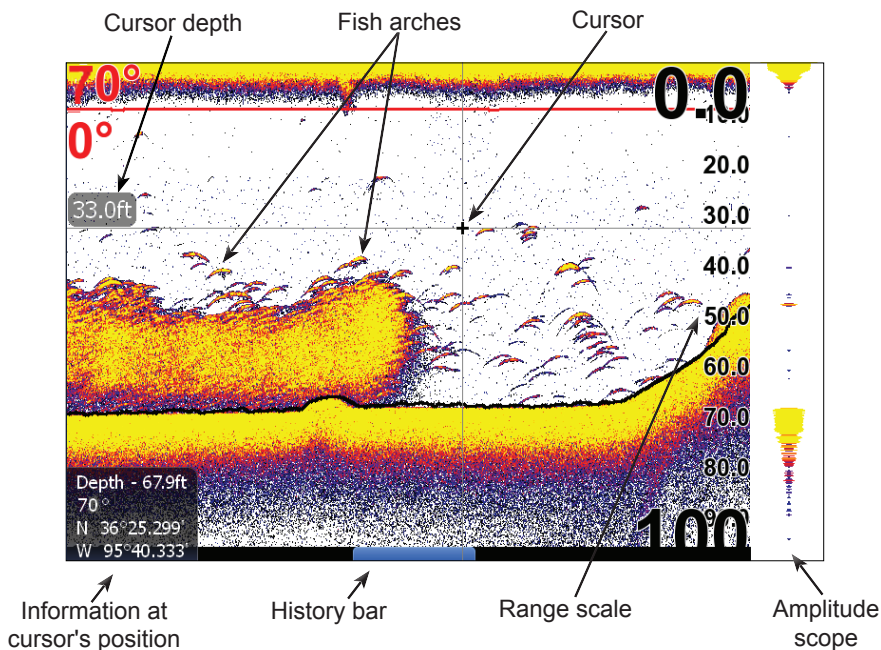 Cursor depth
Fish arches
Cursor
70°
0°
0.0
10.0
20.0
33.0ft
30.0
40.0
50.0
60.0
70.0
80.0
Depth - 67.9ft
70 °
N 36°25.299'
W 95°40.333'
100
Information at
cursor's position
History bar
Range scale
Amplitude
scope